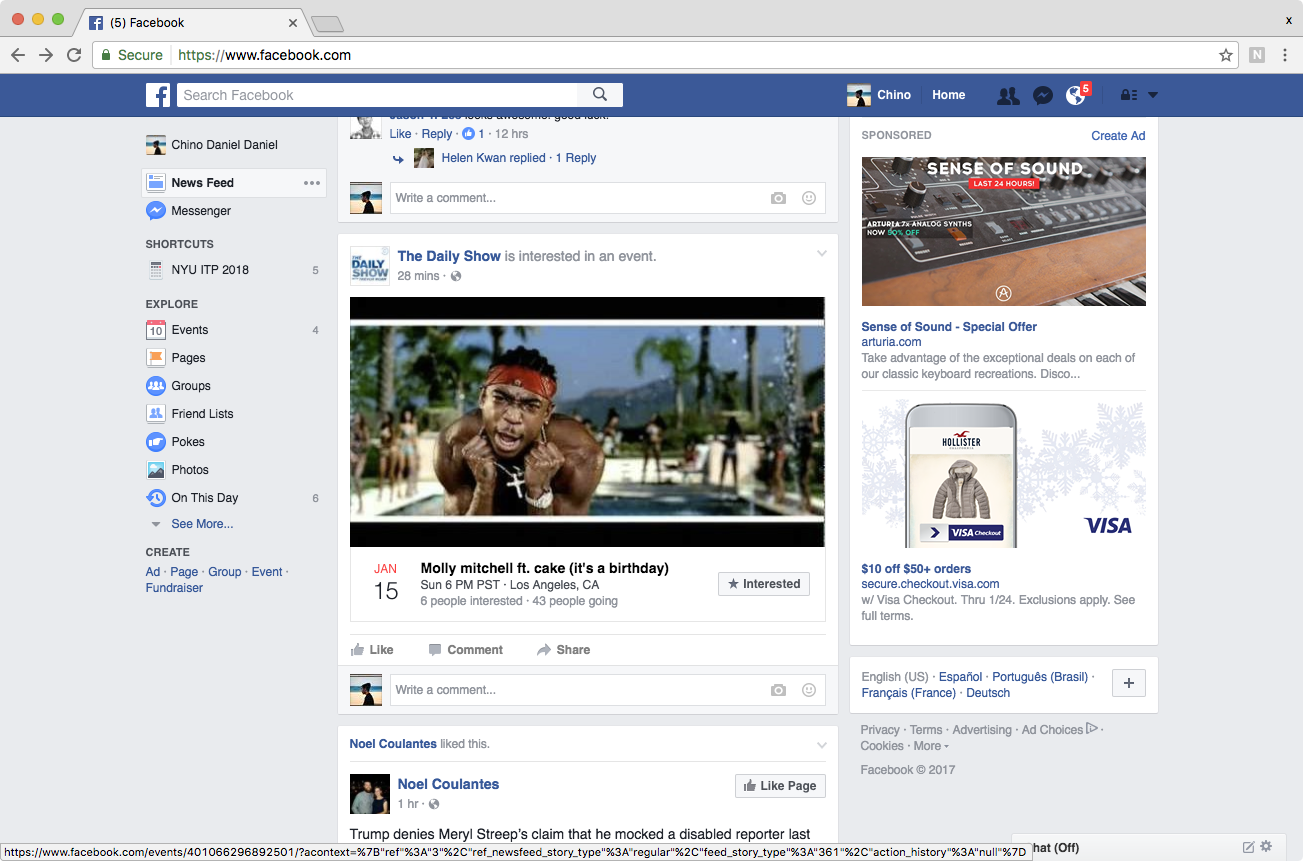 (5) Facebook
x
Secure
https://www.facebook.com
N
Search Facebook
Chino
Home
5
Chino Daniel Daniel
News Feed
Messenger
SHORTCUTS
NYU ITP 2018 5
EXPLORE
10 Events 4
Pages
Groups
Friend Lists
Pokes
Photos
On This Day 6
See More...
CREATE
Ad · Page · Group · Event ·
Fundraiser
looks awesome! good luck!
Like · Reply · 1 · 12 hrs
Helen Kwan replied · 1 Reply
Write a comment...
THE
DAILY
SHOW
The Daily Show is interested in an event.
28 mins ·
JAN
15
Molly mitchell ft. cake (it's a birthday)
Sun 6 PM PST · Los Angeles, CA
6 people interested · 43 people going
Interested
Like
Comment
Share
Write a comment...
Noel Coulantes liked this.
Noel Coulantes
1 hr ·
Like Page
Trump denies Meryl Streep's claim that he mocked a disabled reporter last
SPONSORED
Create Ad
SENSE OF SOUND
LAST 24 HOURS!
ARTURIA 7x ANALOG SYNTHS
NOW 50% OFF
Sense of Sound - Special Offer
arturia.com
Take advantage of the exceptional deals on each of
our classic keyboard recreations. Disco...
HOLLISTER
CALIFORNIA
VISA Checkout
VISA
$10 off $50+ orders
secure.checkout.visa.com
w/ Visa Checkout. Thru 1/24. Exclusions apply. See
full terms.
English (US) · Español · Português (Brasil) ·
Français (France) · Deutsch
+
Privacy · Terms · Advertising · Ad Choices ·
Cookies · More
Facebook © 2017
https://www.facebook.com/events/401066296892501/?acontext=%7B"ref"%3A"3"%2C"ref_newsfeed_story_type"%3A"regular"%2C"feed_story_type"%3A"361"%2C"action_history"%3A"null"%7D
hat (Off)